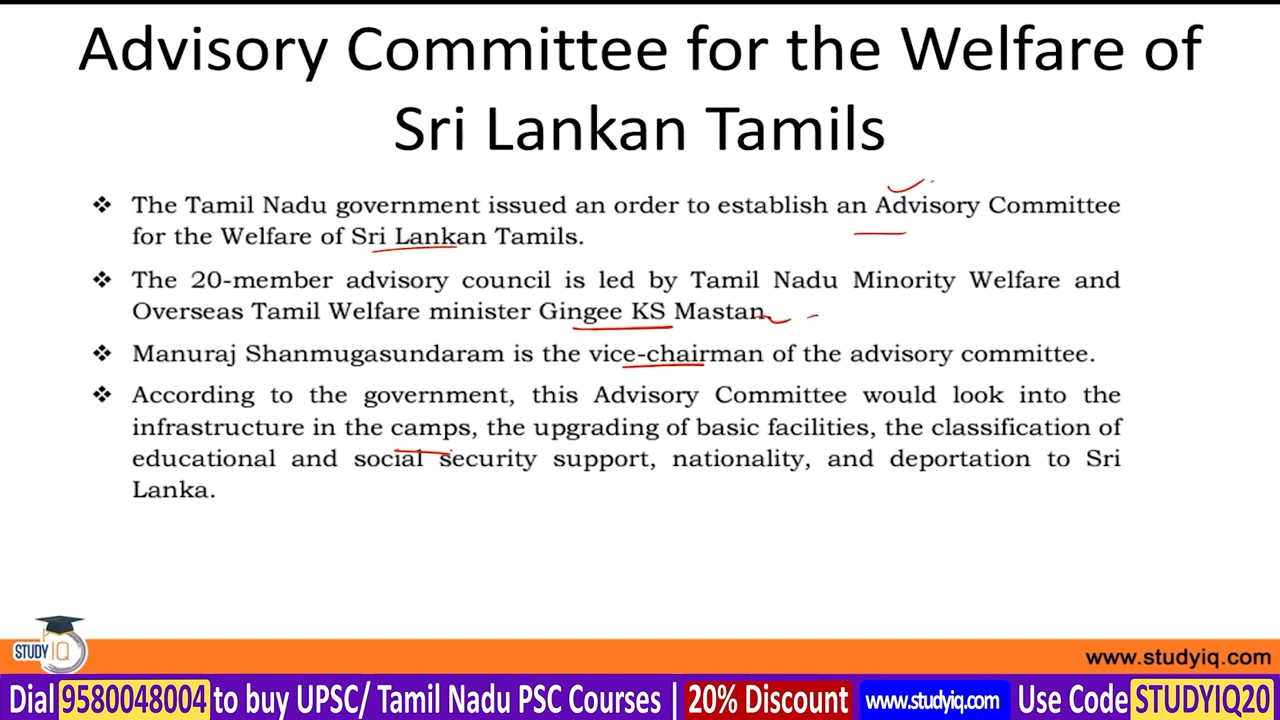 Advisory Committee for the Welfare of
Sri Lankan Tamils
❖ The Tamil Nadu government issued an order to establish an Advisory Committee
for the Welfare of Sri Lankan Tamils.
❖ The 20-member advisory council is led by Tamil Nadu Minority Welfare and
Overseas Tamil Welfare minister Gingee KS Mastan.
❖ Manuraj Shanmugasundaram is the vice-chairman of the advisory committee.
❖ According to the government, this Advisory Committee would look into the
infrastructure in the camps, the upgrading of basic facilities, the classification of
educational and social security support, nationality, and deportation to Sri
Lanka.
STUDY IQ
www.studyiq.com
Dial 9580048004 to buy UPSC/ Tamil Nadu PSC Courses | 20% Discount www.studyiq.com Use Code STUDYIQ20